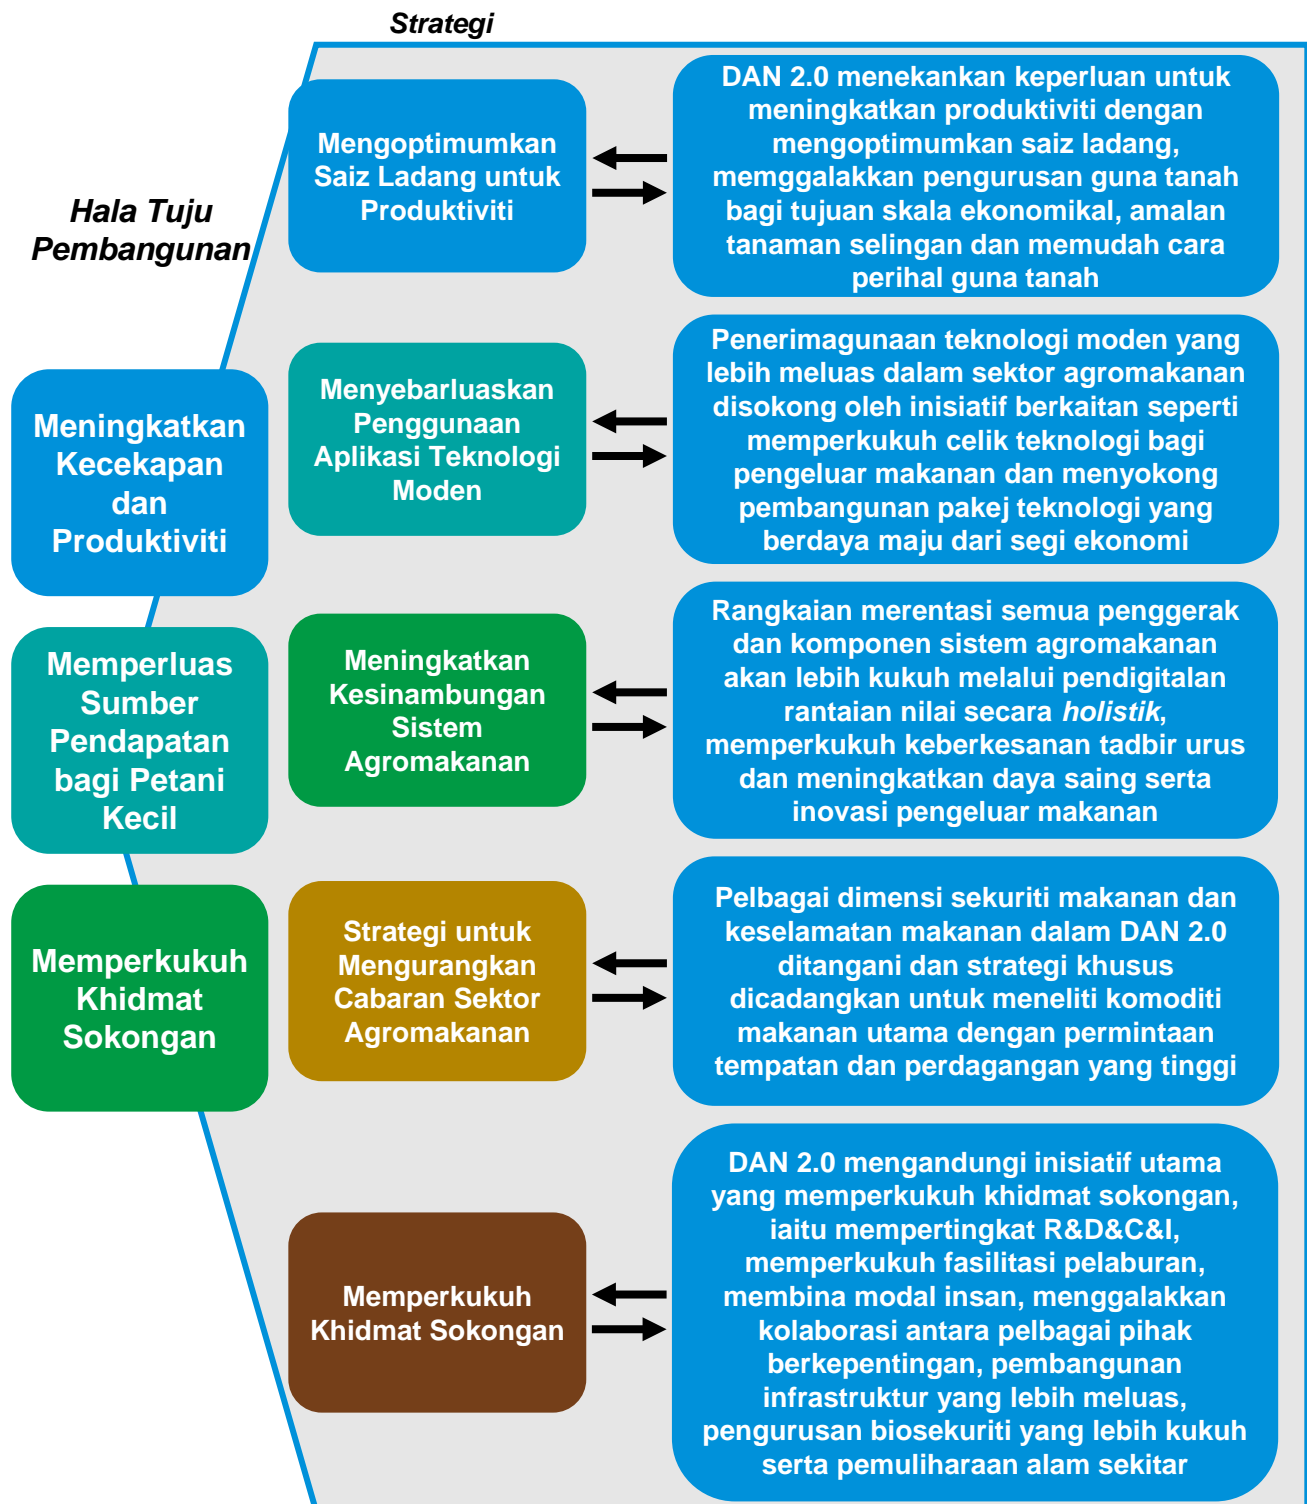 Strategi
Hala Tuju
Pembangunan
Meningkatkan
Kecekapan
dan
Produktiviti
Memperluas
Sumber
Pendapatan
bagi Petani
Kecil
Memperkukuh
Khidmat
Sokongan
Mengoptimumkan
Saiz Ladang untuk
Produktiviti
DAN 2.0 menekankan keperluan untuk
meningkatkan produktiviti dengan
mengoptimumkan saiz ladang,
memggalakkan pengurusan guna tanah
bagi tujuan skala ekonomikal, amalan
tanaman selingan dan memudah cara
perihal guna tanah
Menyebarluaskan
Penggunaan
Aplikasi Teknologi
Moden
Penerimagunaan teknologi moden yang
lebih meluas dalam sektor agromakanan
disokong oleh inisiatif berkaitan seperti
memperkukuh celik teknologi bagi
pengeluar makanan dan menyokong
pembangunan pakej teknologi yang
berdaya maju dari segi ekonomi
Meningkatkan
Kesinambungan
Sistem
Agromakanan
Rangkaian merentasi semua penggerak
dan komponen sistem agromakanan
akan lebih kukuh melalui pendigitalan
rantaian nilai secara holistik,
memperkukuh keberkesanan tadbir urus
dan meningkatkan daya saing serta
inovasi pengeluar makanan
Strategi untuk
Mengurangkan
Cabaran Sektor
Agromakanan
Pelbagai dimensi sekuriti makanan dan
keselamatan makanan dalam DAN 2.0
ditangani dan strategi khusus
dicadangkan untuk meneliti komoditi
makanan utama dengan permintaan
tempatan dan perdagangan yang tinggi
Memperkukuh
Khidmat Sokongan
DAN 2.0 mengandungi inisiatif utama
yang memperkukuh khidmat sokongan,
iaitu mempertingkat R&D&C&I,
memperkukuh fasilitasi pelaburan,
membina modal insan, menggalakkan
kolaborasi antara pelbagai pihak
berkepentingan, pembangunan
infrastruktur yang lebih meluas,
pengurusan biosekuriti yang lebih kukuh
serta pemuliharaan alam sekitar